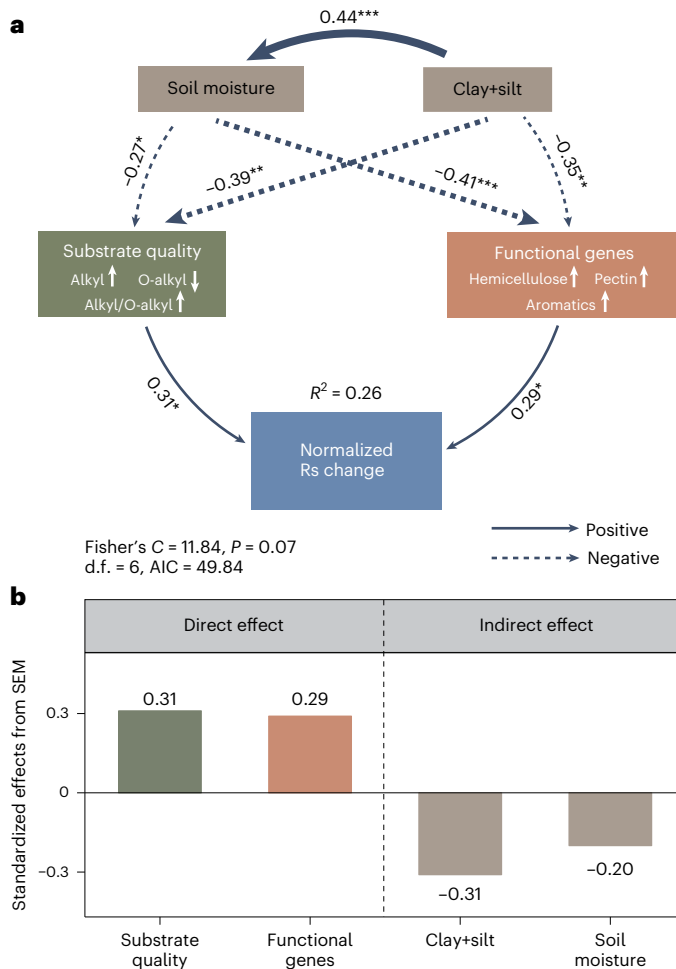 a
0.44***
Soil moisture
Clay+silt
−0.27*
−0.39**
−0.41***
−0.35**
Substrate quality
Alkyl↑ O-alkyl↓
Alkyl/O-alkyl↑
Functional genes
Hemicellulose↑ Pectin↑
Aromatics↑
0.31*
R² = 0.26
0.29*
Normalized
Rs change
Fisher's C = 11.84, P = 0.07
d.f. = 6, AIC = 49.84
Positive
Negative
b
Direct effect
Indirect effect
Standardized effects from SEM
0.3
0
−0.3
0.31
0.29
−0.31
−0.20
Substrate
quality
Functional
genes
Clay+silt
Soil
moisture